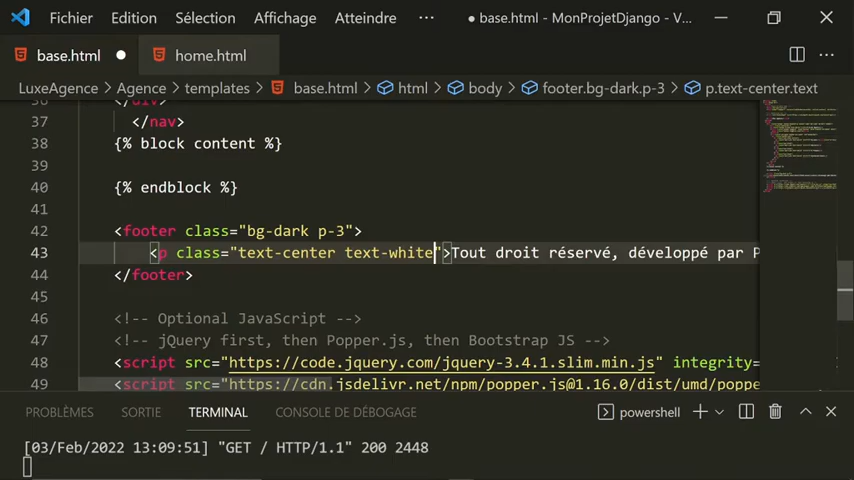 Fichier Edition Sélection Affichage Atteindre ··· ● base.html - MonProjetDjango - V...
base.html ● home.html
LuxeAgence > Agence > templates > base.html > html > body > footer.bg-dark.p-3 > p.text-center.text
36 </div>
37 </nav>
38 {% block content %}
39
40 {% endblock %}
41
42 <footer class="bg-dark p-3">
43 <p class="text-center text-white">Tout droit réservé, développé par P
44 </footer>
45
46 <!-- Optional JavaScript -->
47 <!-- jQuery first, then Popper.js, then Bootstrap JS -->
48 <script src="https://code.jquery.com/jquery-3.4.1.slim.min.js" integrity=
49 <script src="https://cdn.jsdelivr.net/npm/popper.js@1.16.0/dist/umd/poppe
PROBLÈMES SORTIE TERMINAL CONSOLE DE DÉBOGAGE powershell
[03/Feb/2022 13:09:51] "GET / HTTP/1.1" 200 2448